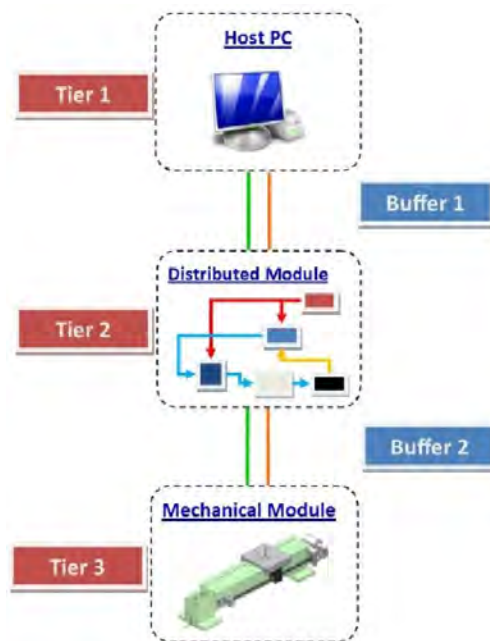 Host PC
Tier 1
Buffer 1
Distributed Module
Tier 2
Buffer 2
Mechanical Module
Tier 3